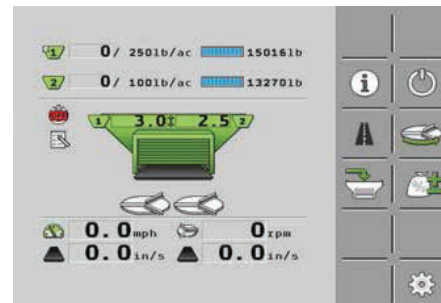 1 0/ 250lb/ac 15016lb
2 0/ 100lb/ac 13270lb
1 3.0 2.5 2
0.0mph 0rpm
0.0in/s 0.0in/s